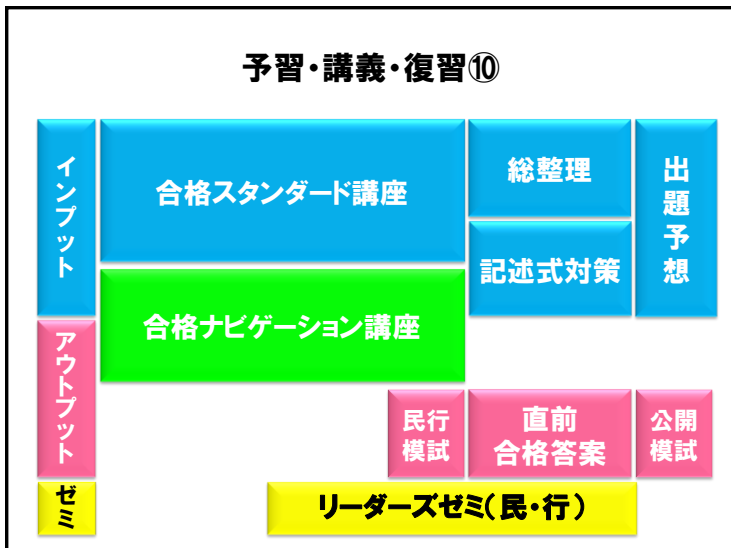 予習・講義・復習⑩
インプット
合格スタンダード講座
総整理
出題予想
記述式対策
合格ナビゲーション講座
アウトプット
民行
模試
直前
合格答案
公開
模試
ゼミ
リーダーズゼミ(民・行)